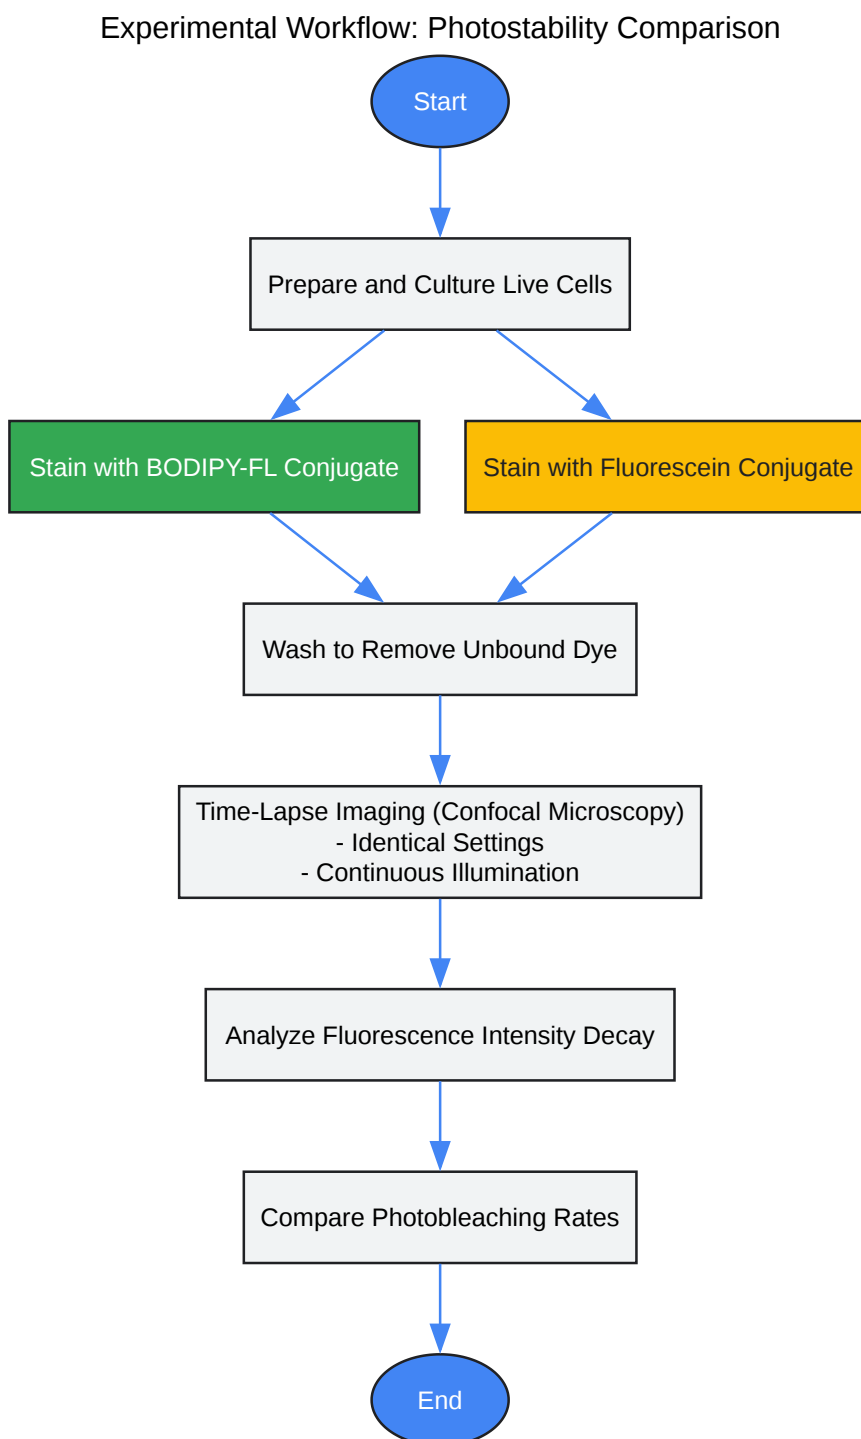 Experimental Workflow: Photostability Comparison
Start
Prepare and Culture Live Cells
Stain with BODIPY-FL Conjugate
Stain with Fluorescein Conjugate
Wash to Remove Unbound Dye
Time-Lapse Imaging (Confocal Microscopy)
- Identical Settings
- Continuous Illumination
Analyze Fluorescence Intensity Decay
Compare Photobleaching Rates
End